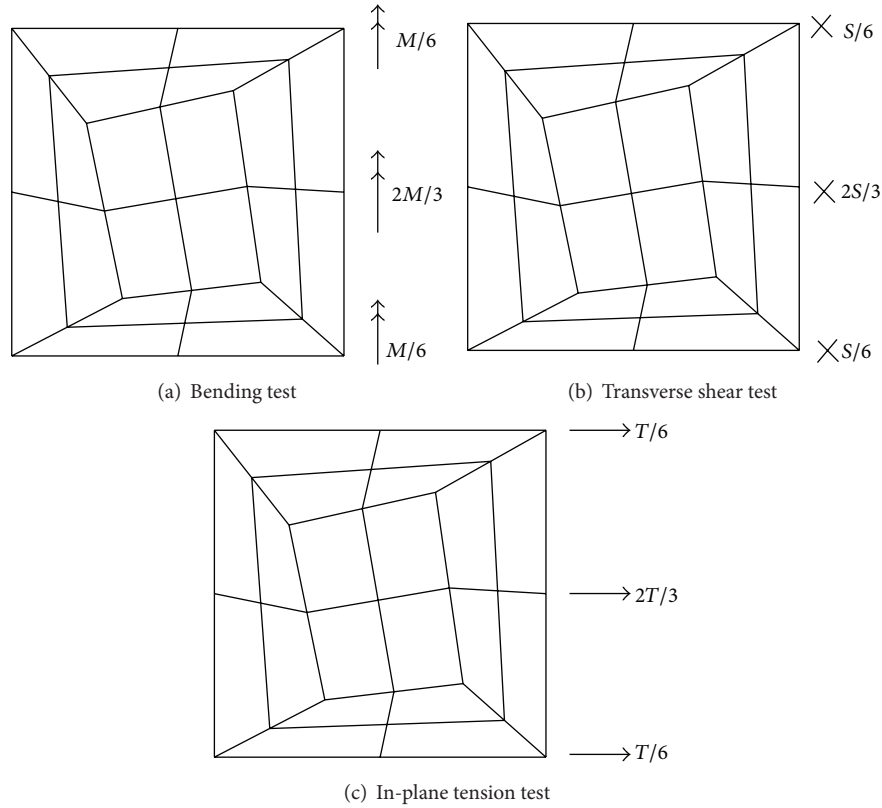 M/6
2M/3
M/6
(a) Bending test
S/6
2S/3
S/6
(b) Transverse shear test
T/6
2T/3
T/6
(c) In-plane tension test